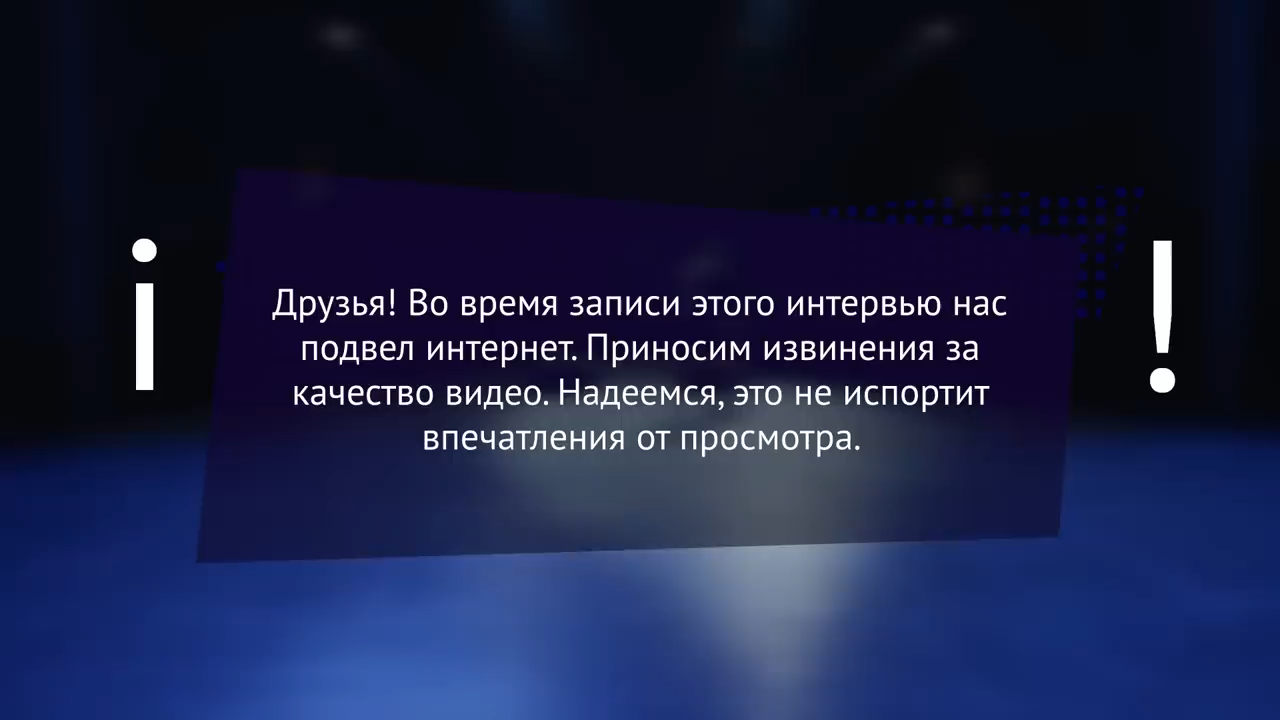 ¡
Друзья! Во время записи этого интервью нас
подвел интернет. Приносим извинения за
качество видео. Надеемся, это не испортит
впечатления от просмотра.
!